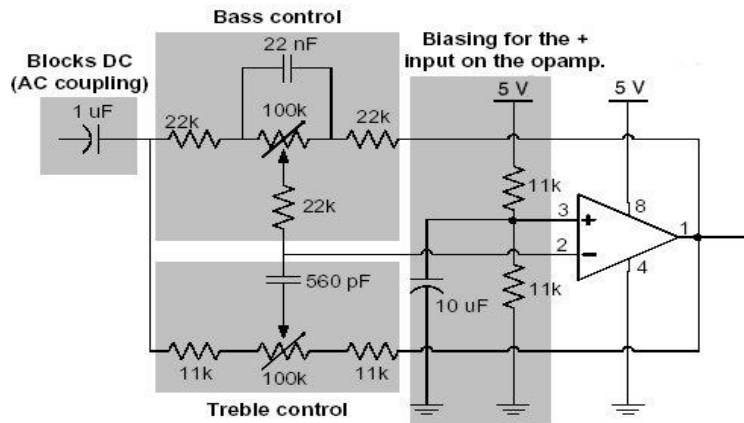 Bass control
Blocks DC
(AC coupling)
1 uF
22 nF
22k
100k
22k
22k
Biasing for the +
input on the opamp.
5 V
5 V
11k
3
+
8
1
2
−
4
560 pF
10 uF
11k
11k
100k
11k
Treble control